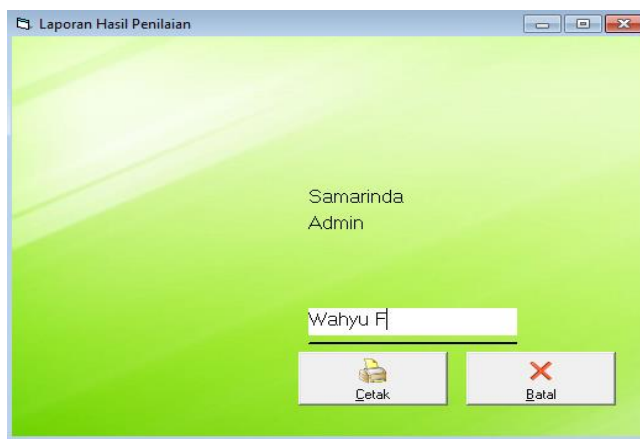 Laporan Hasil Penilaian
Samarinda
Admin
Wahyu F
Cetak
Batal